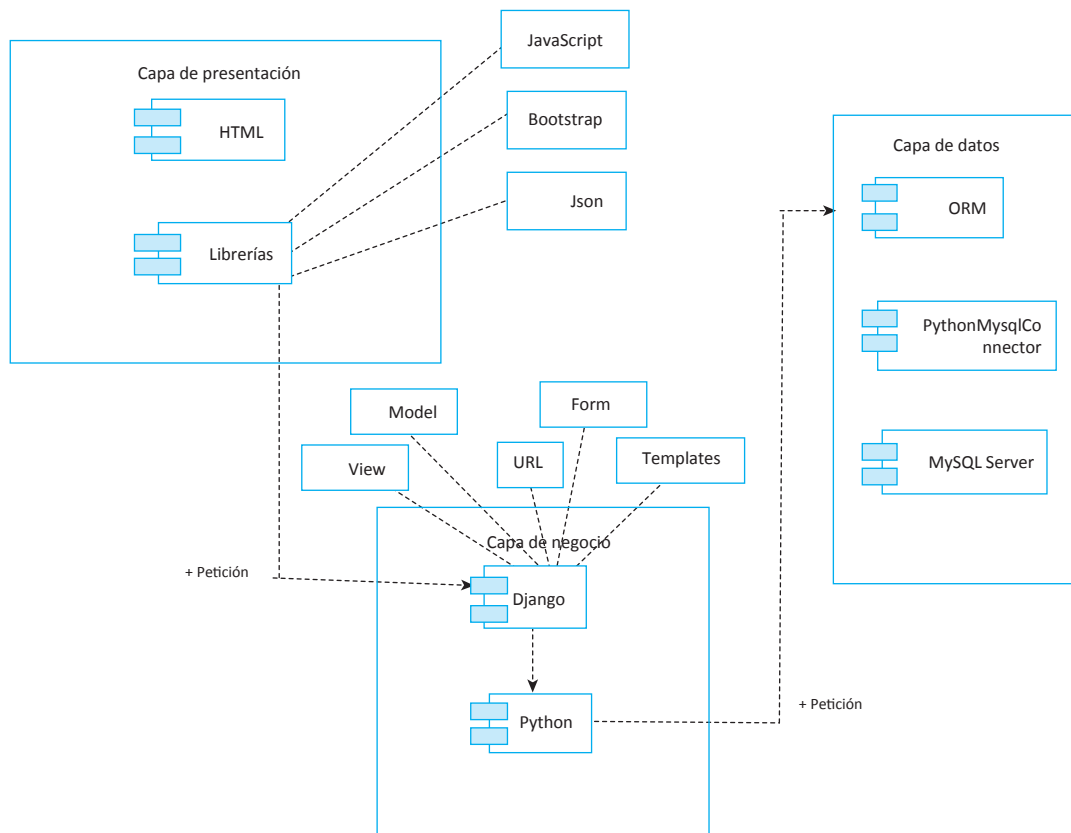 JavaScript
Capa de presentación
HTML
Bootstrap
Capa de datos
Json
ORM
Librerías
PythonMysqlCo
nnector
Model
Form
View
URL
Templates
MySQL Server
Capa de negocio
+ Petición
Django
+ Petición
Python